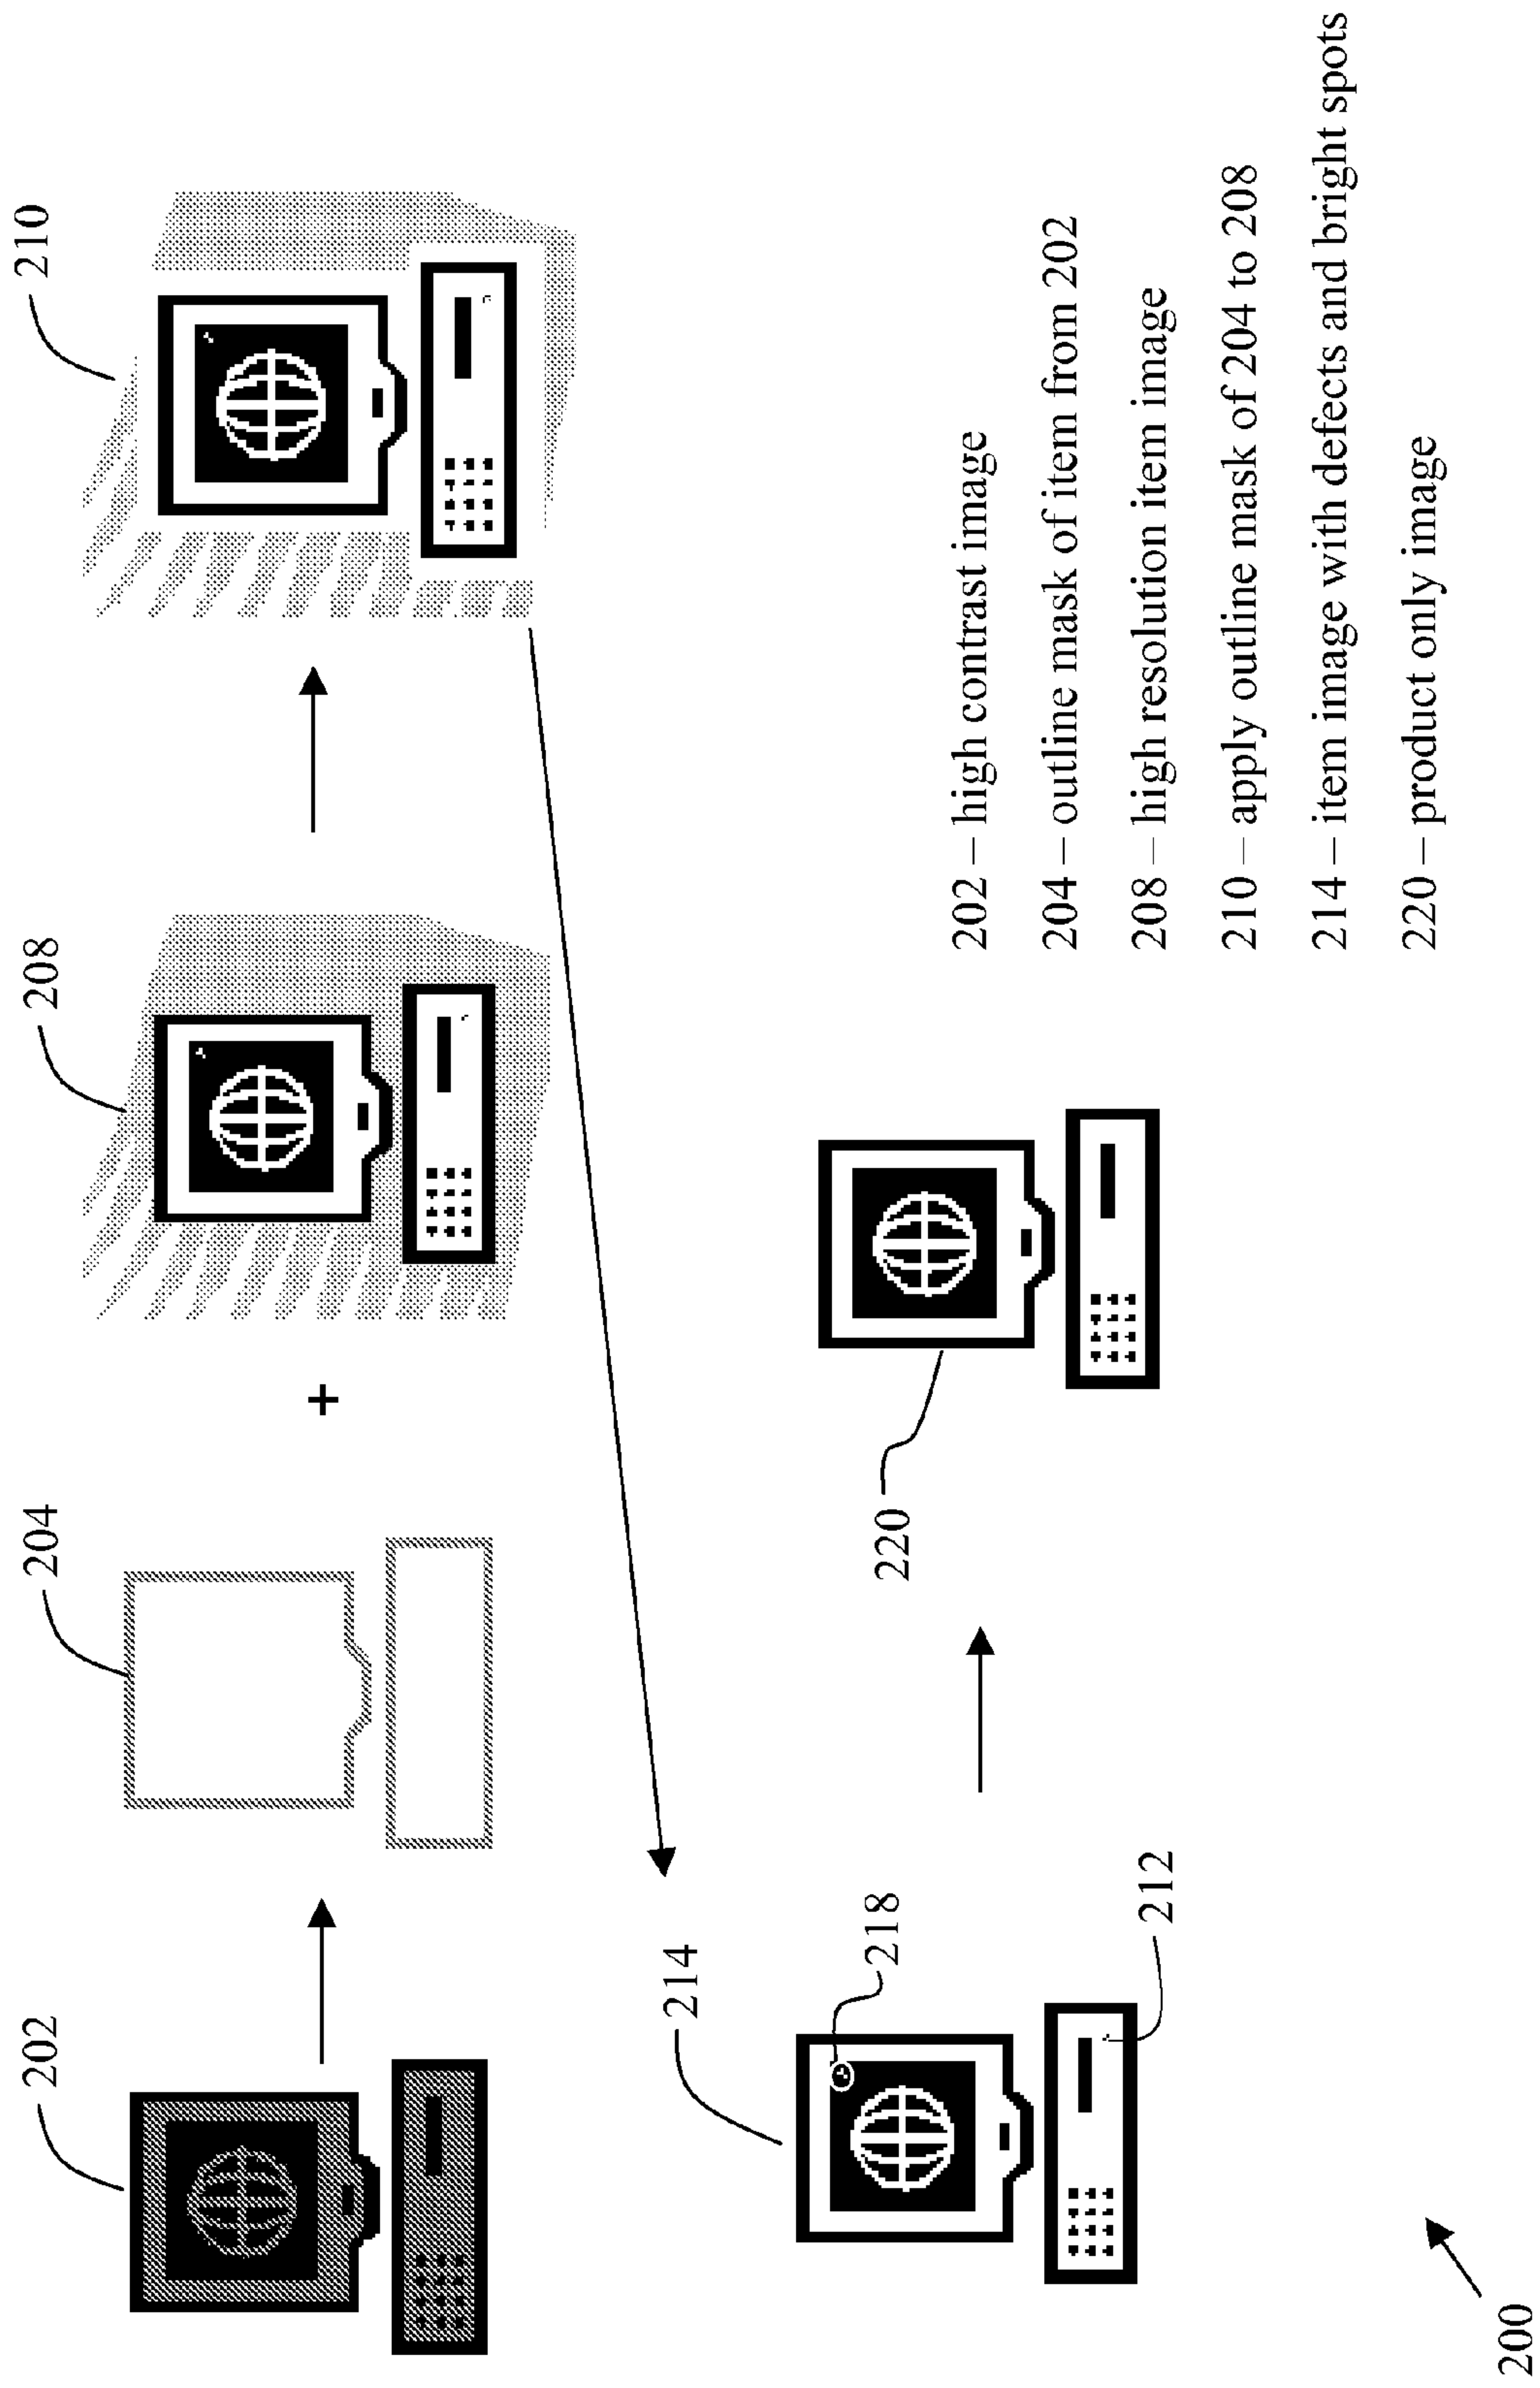 202
204
208
210
+
214
218
212
220
202 – high contrast image
204 – outline mask of item from 202
208 – high resolution item image
210 – apply outline mask of 204 to 208
214 – item image with defects and bright spots
220 – product only image
200